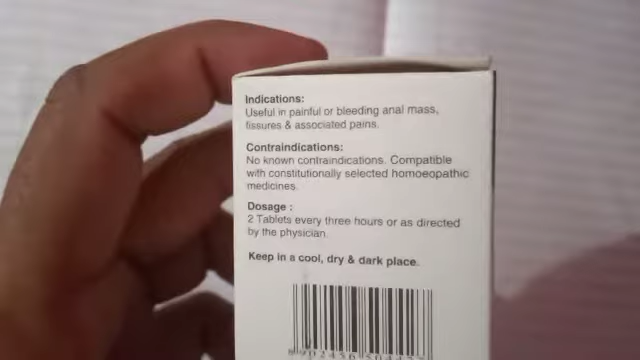 Indications:
Useful in painful or bleeding anal mass,
fissures & associated pains.
Contraindications:
No known contraindications. Compatible
with constitutionally selected homoeopathic
medicines.
Dosage :
2 Tablets every three hours or as directed
by the physician.
Keep in a cool, dry & dark place.